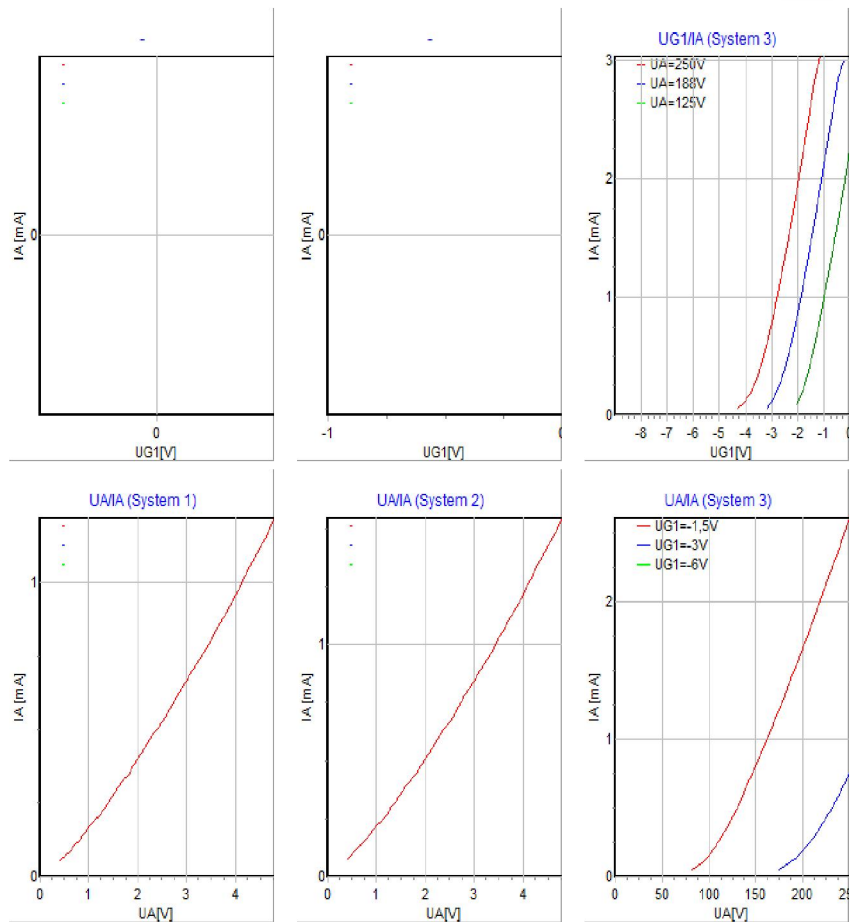 -
0
IA [mA]
0
UG1[V]
-
0
IA [mA]
-1
0
UG1[V]
UG1/IA (System 3)
UA=250V
UA=188V
UA=125V
3
2
1
0
IA [mA]
-8 -7 -6 -5 -4 -3 -2 -1 0
UG1[V]
UA/IA (System 1)
1
0
IA [mA]
0 1 2 3 4
UA[V]
UA/IA (System 2)
1
0
IA [mA]
0 1 2 3 4
UA[V]
UA/IA (System 3)
UG1=-1,5V
UG1=-3V
UG1=-6V
2
1
0
IA [mA]
0 50 100 150 200
UA[V]